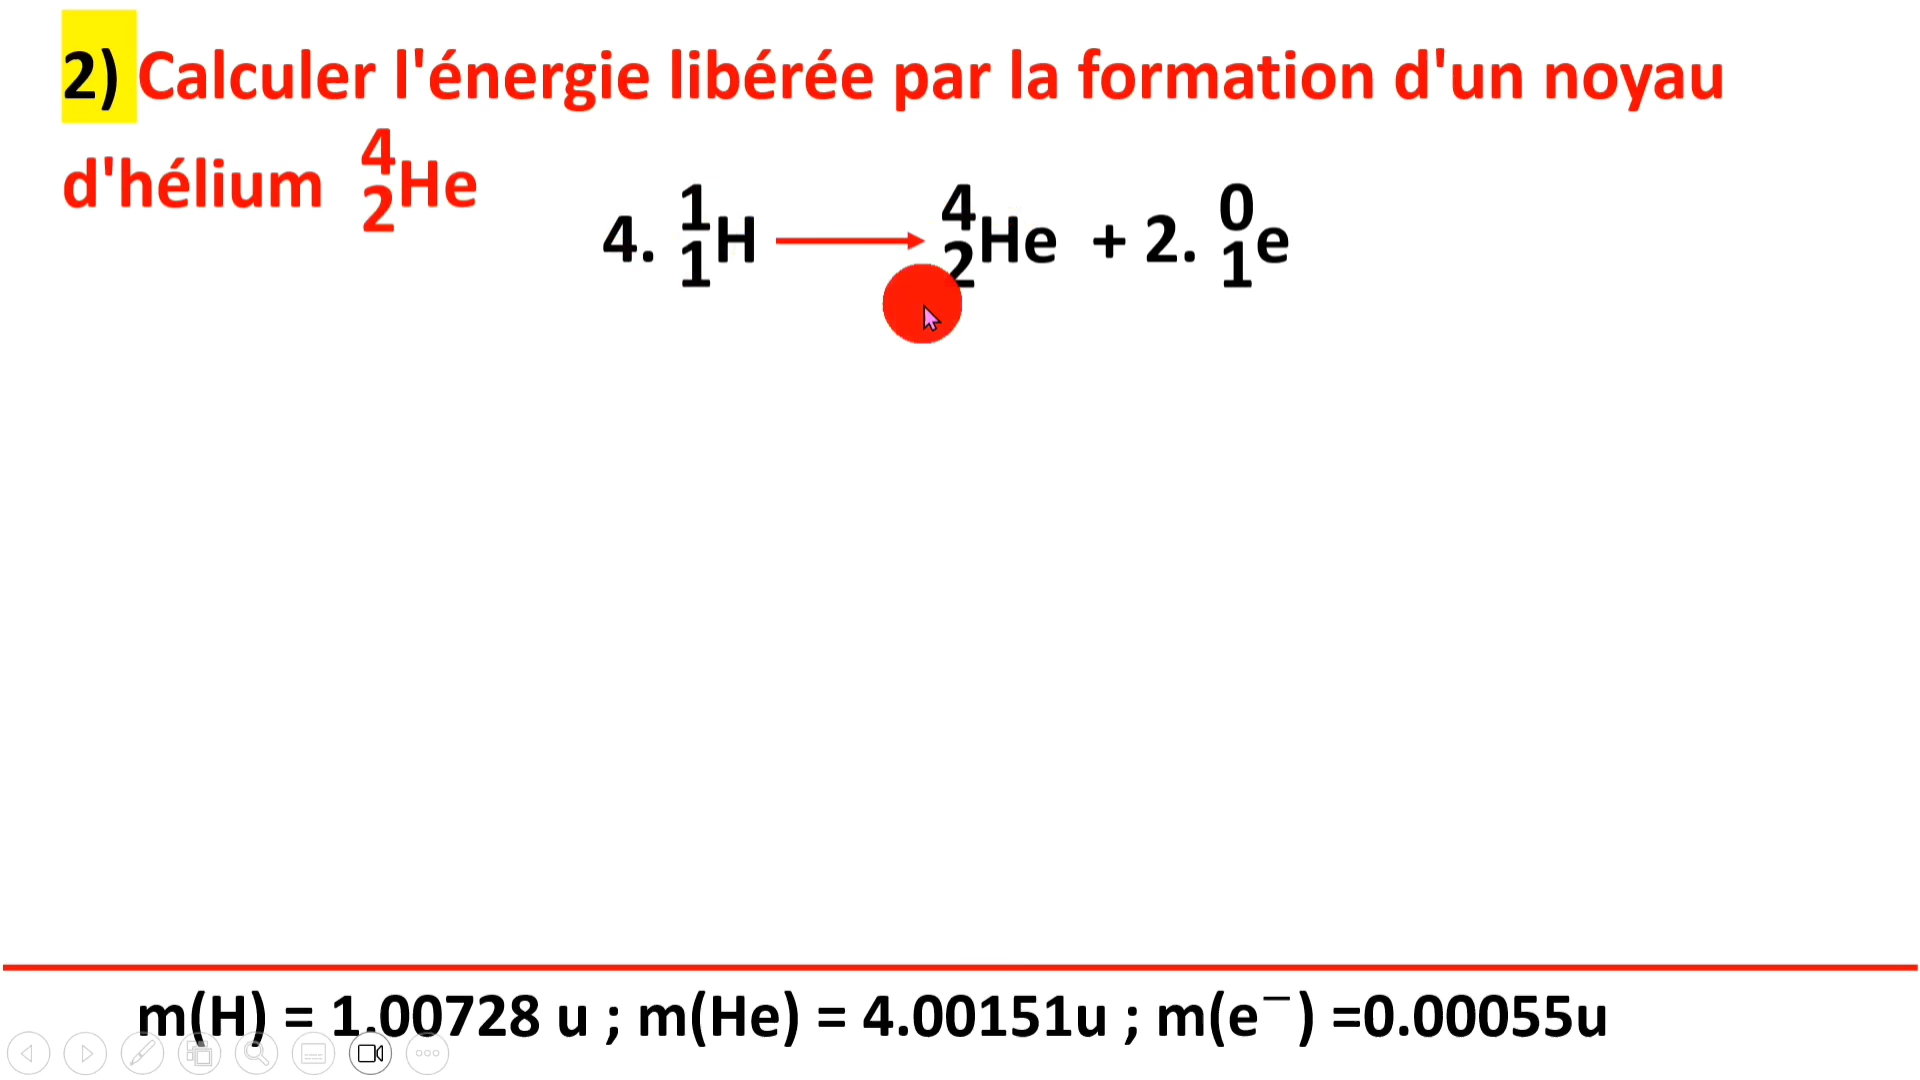 2) Calculer l'énergie libérée par la formation d'un noyau
d'hélium ⁴₂He
4. ¹₁H ⟶ ⁴₂He + 2. ⁰₁e
m(H) = 1.00728 u ; m(He) = 4.00151u ; m(e⁻) =0.00055u